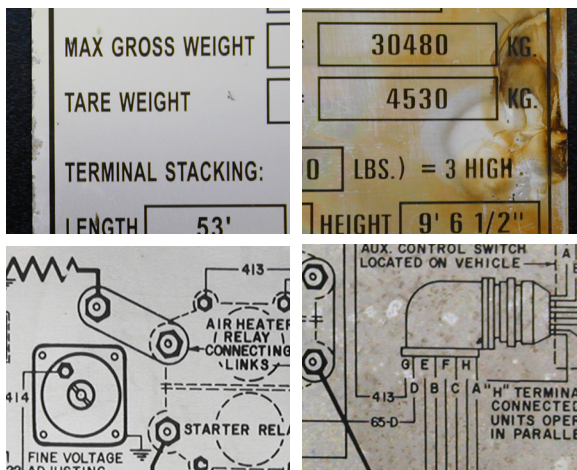 MAX GROSS WEIGHT
TARE WEIGHT
TERMINAL STACKING:
LENGTH 53'
30480 KG.
4530 KG.
0 LBS.) = 3 HIGH.
HEIGHT 9' 6 1/2"
413
AIR HEATER
RELAY
CONNECTING
LINKS
414
STARTER RELA
FINE VOLTAGE
ADJUSTING
AUX. CONTROL SWITCH
LOCATED ON VEHICLE
A
G E F H
D B C A
413
65-D
"H" TERMINA
CONNECTED
UNITS OPER
IN PARALLE